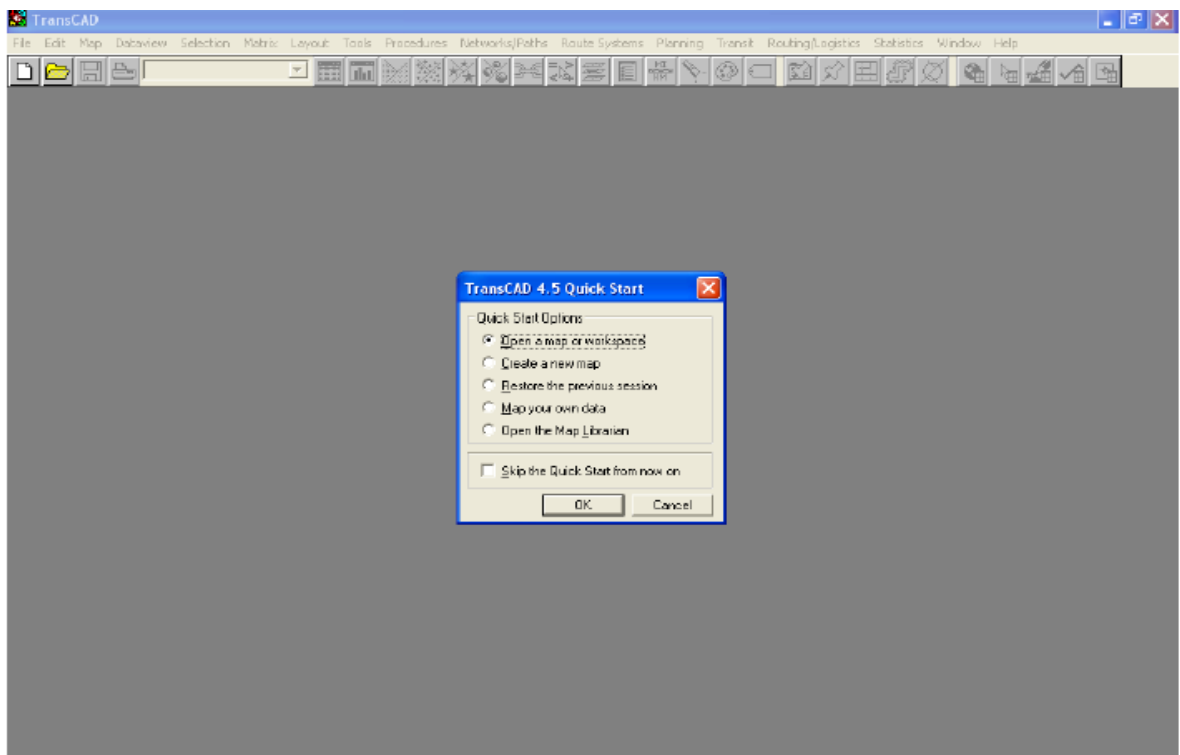 TransCAD
File Edit Map Dataview Selection Matrix Layout Tools Procedures Networks/Paths Route Systems Planning Transit Routing/Logistics Statistics Window Help
TransCAD 4.5 Quick Start
Quick Start Options
Open a map or workspace
Create a new map
Restore the previous session
Map your own data
Open the Map Librarian
Skip the Quick Start from now on
OK Cancel